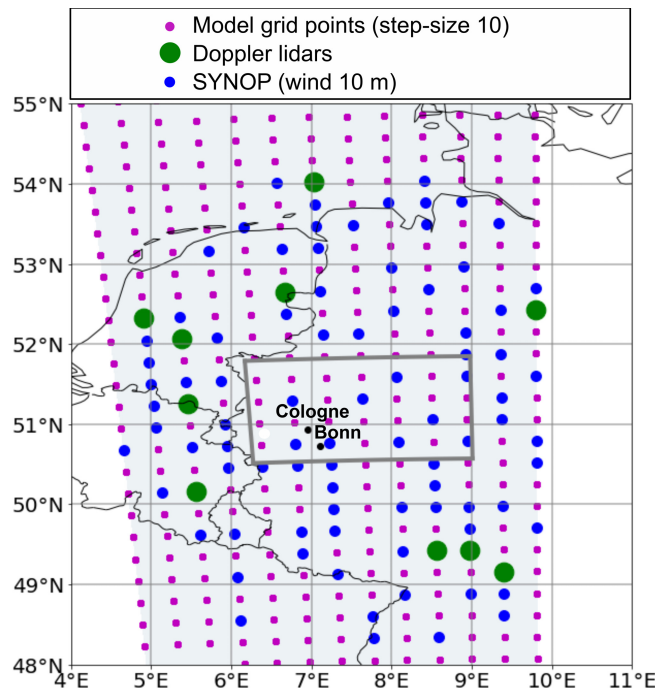 Model grid points (step-size 10)
Doppler lidars
SYNOP (wind 10 m)
55°N
54°N
53°N
52°N
51°N
50°N
49°N
48°N
Cologne
Bonn
4°E 5°E 6°E 7°E 8°E 9°E 10°E 11°E